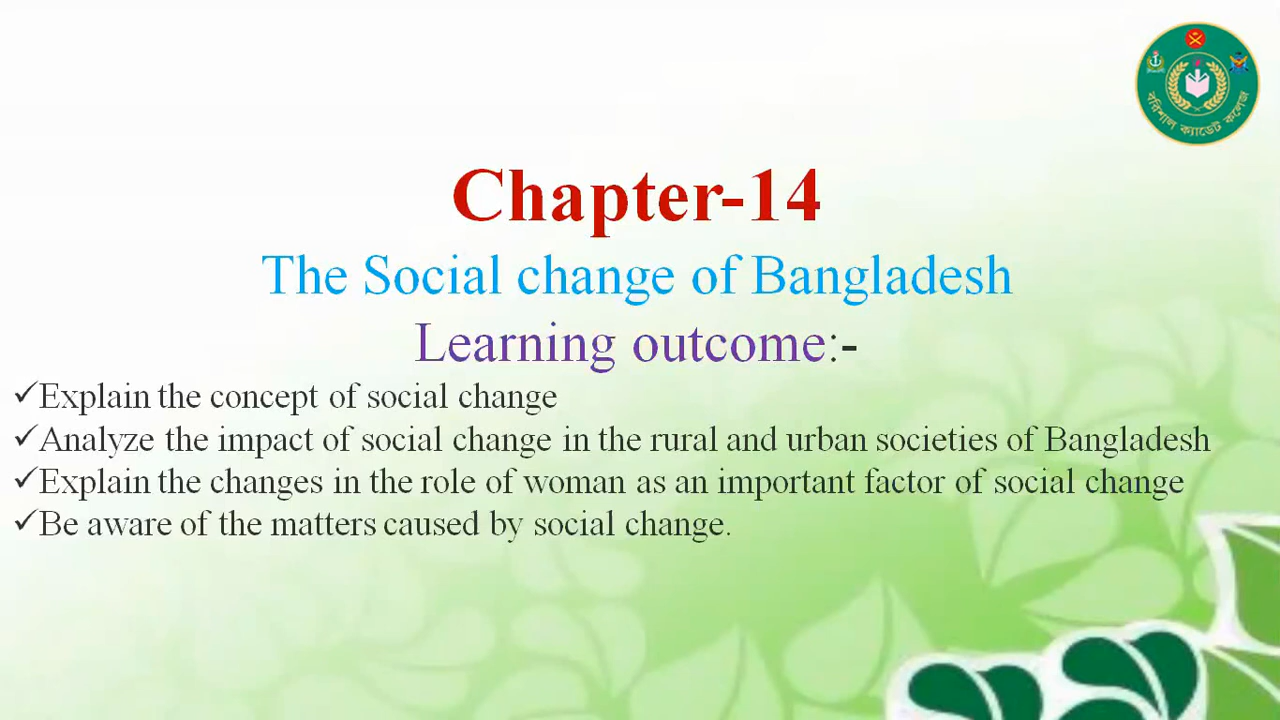 বরিশাল ক্যাডেট কলেজ
Chapter-14
The Social change of Bangladesh
Learning outcome:-
✓Explain the concept of social change
✓Analyze the impact of social change in the rural and urban societies of Bangladesh
✓Explain the changes in the role of woman as an important factor of social change
✓Be aware of the matters caused by social change.